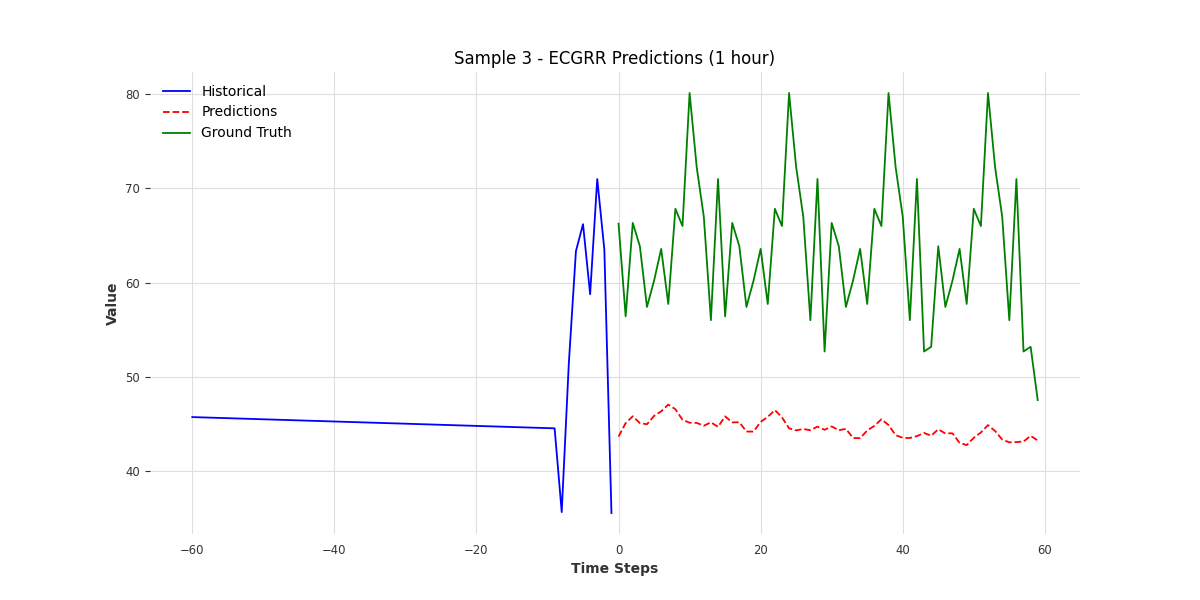 Sample 3 - ECGRR Predictions (1 hour)
Historical
Predictions
Ground Truth
80
70
60
50
40
Value
−60
−40
−20
0
20
40
60
Time Steps